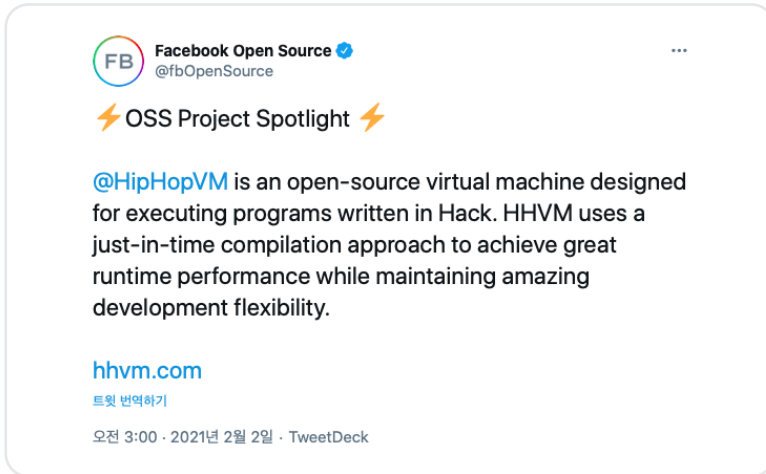 FB
Facebook Open Source
@fbOpenSource
⚡OSS Project Spotlight ⚡
@HipHopVM is an open-source virtual machine designed
for executing programs written in Hack. HHVM uses a
just-in-time compilation approach to achieve great
runtime performance while maintaining amazing
development flexibility.
hhvm.com
트윗 번역하기
오전 3:00 · 2021년 2월 2일 · TweetDeck